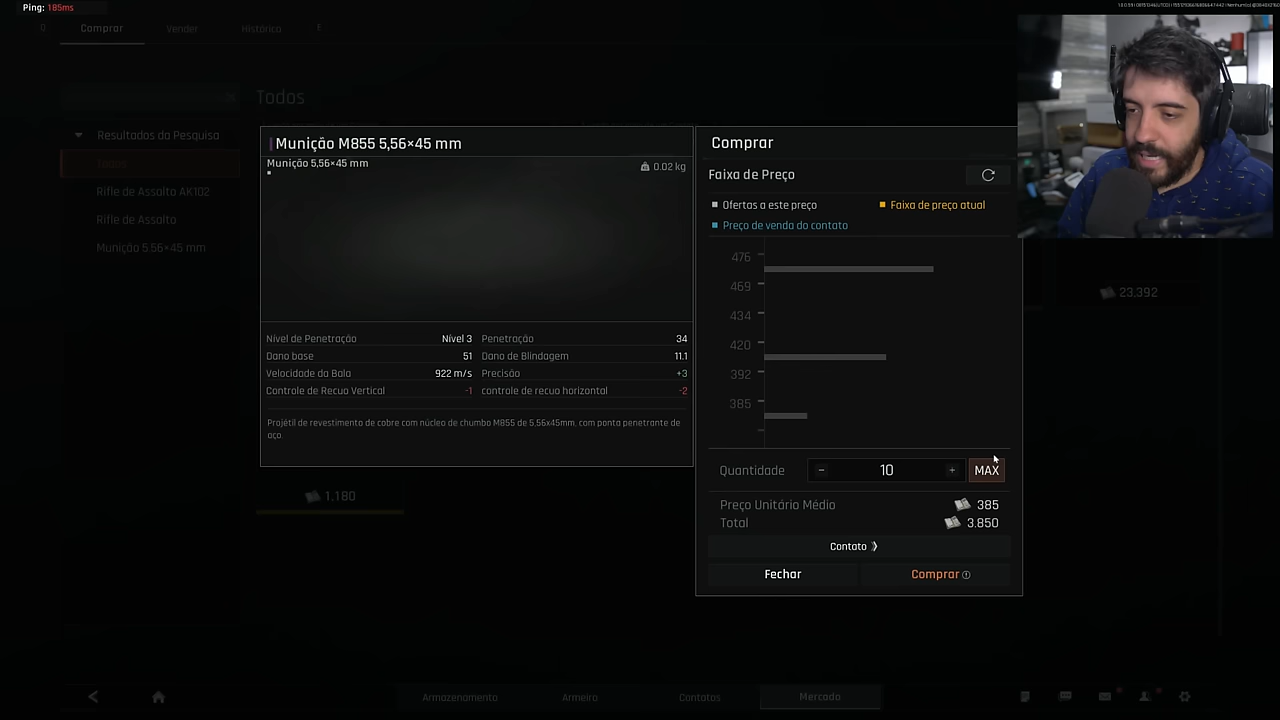 Ping: 185ms
Comprar
Vender
Histórico
E
Todos
Resultados da Pesquisa
Todos
Rifle de Assalto AK102
Rifle de Assalto
Munição 5,56×45 mm
Munição M855 5,56×45 mm
Munição 5,56×45 mm
0.02 kg
Nível de Penetração Nível 3 Penetração 34
Dano base 51 Dano de Blindagem 11.1
Velocidade da Bala 922 m/s Precisão +3
Controle de Recuo Vertical -1 controle de recuo horizontal -2
Projétil de revestimento de cobre com núcleo de chumbo M855 de 5,56x45mm, com ponta penetrante de
aço.
1.180
Comprar
Faixa de Preço
Ofertas a este preço
Faixa de preço atual
Preço de venda do contato
476
469
434
420
392
385
Quantidade − 10 + MAX
Preço Unitário Médio 385
Total 3.850
Contato ⟫
Fechar
Comprar
23.392
Armazenamento
Armeiro
Contatos
Mercado